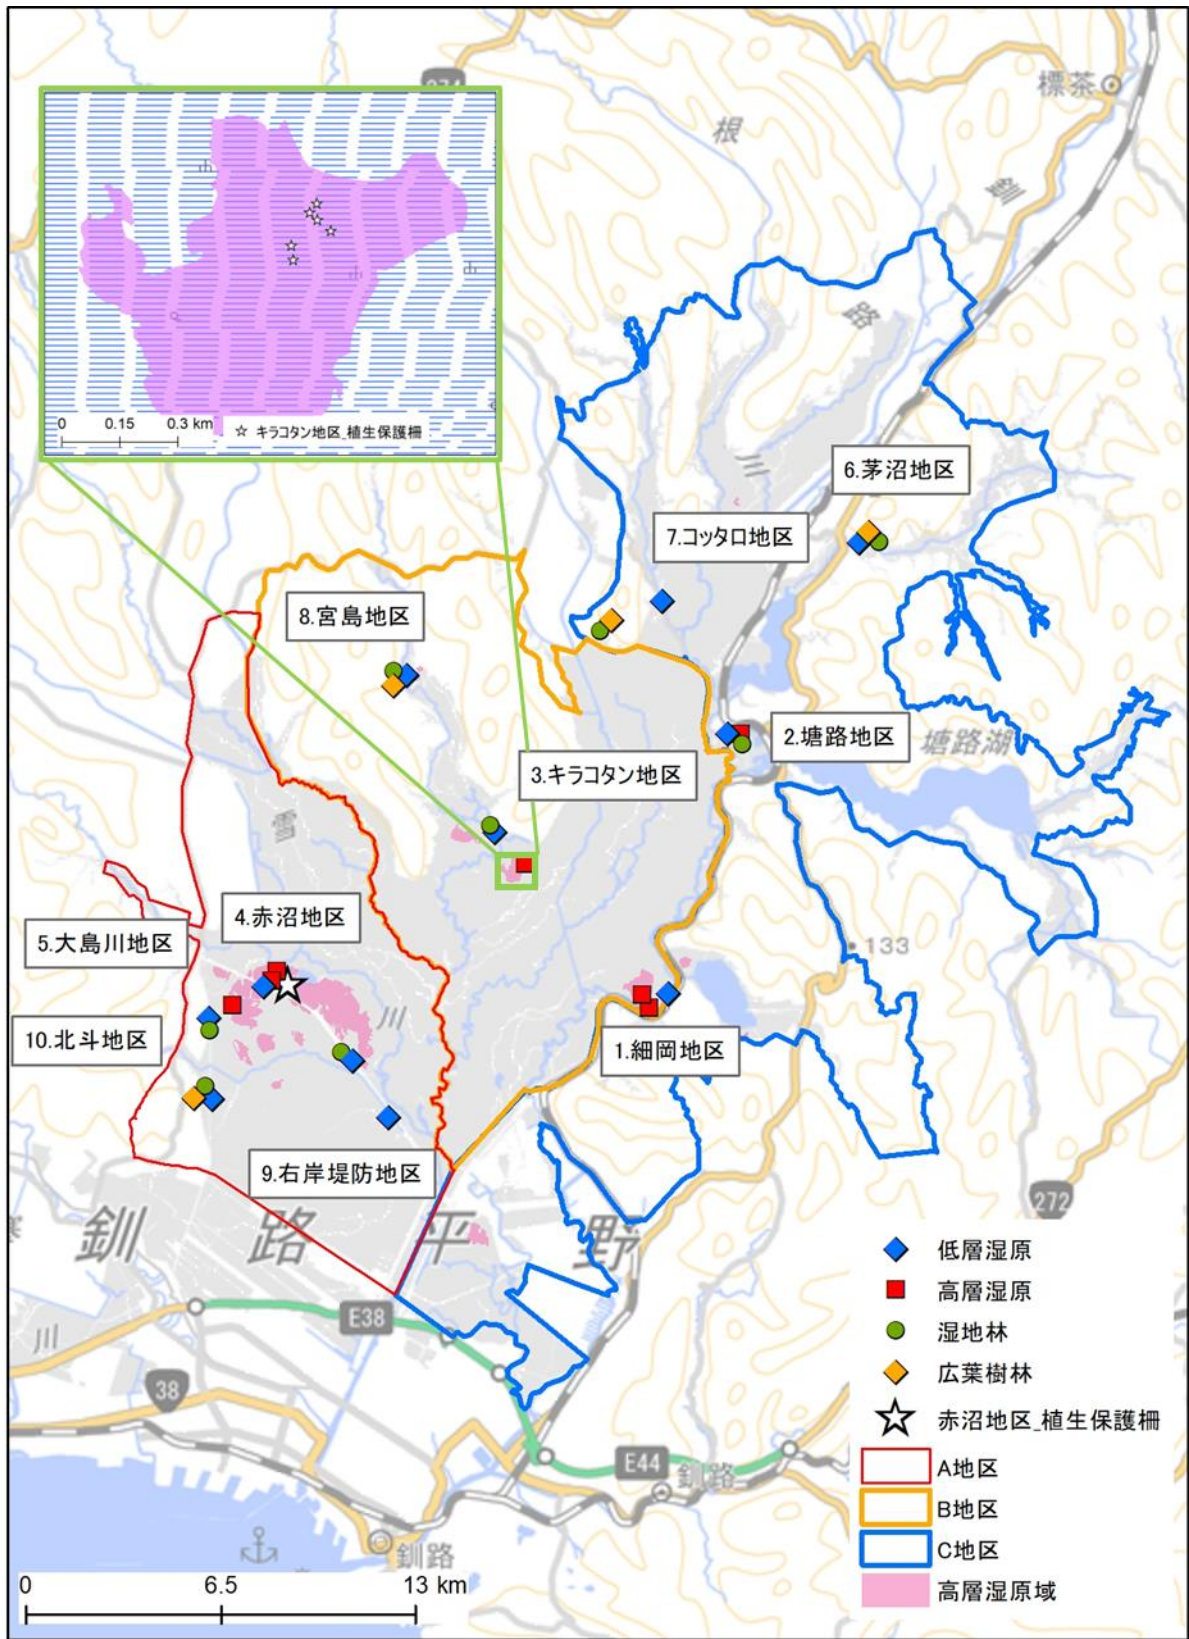 274
標茶
根
釧
路
川
0 0.15 0.3 km
☆ キラコタン地区_植生保護柵
6.茅沼地区
7.コッタロ地区
8.宮島地区
2.塘路地区
塘路湖
3.キラコタン地区
雪
4.赤沼地区
5.大島川地区
133
川
10.北斗地区
1.細岡地区
9.右岸堤防地区
272
釧路平野
川
E38
38
E44
釧路
釧路
低層湿原
高層湿原
湿地林
広葉樹林
赤沼地区_植生保護柵
A地区
B地区
C地区
高層湿原域
0 6.5 13 km